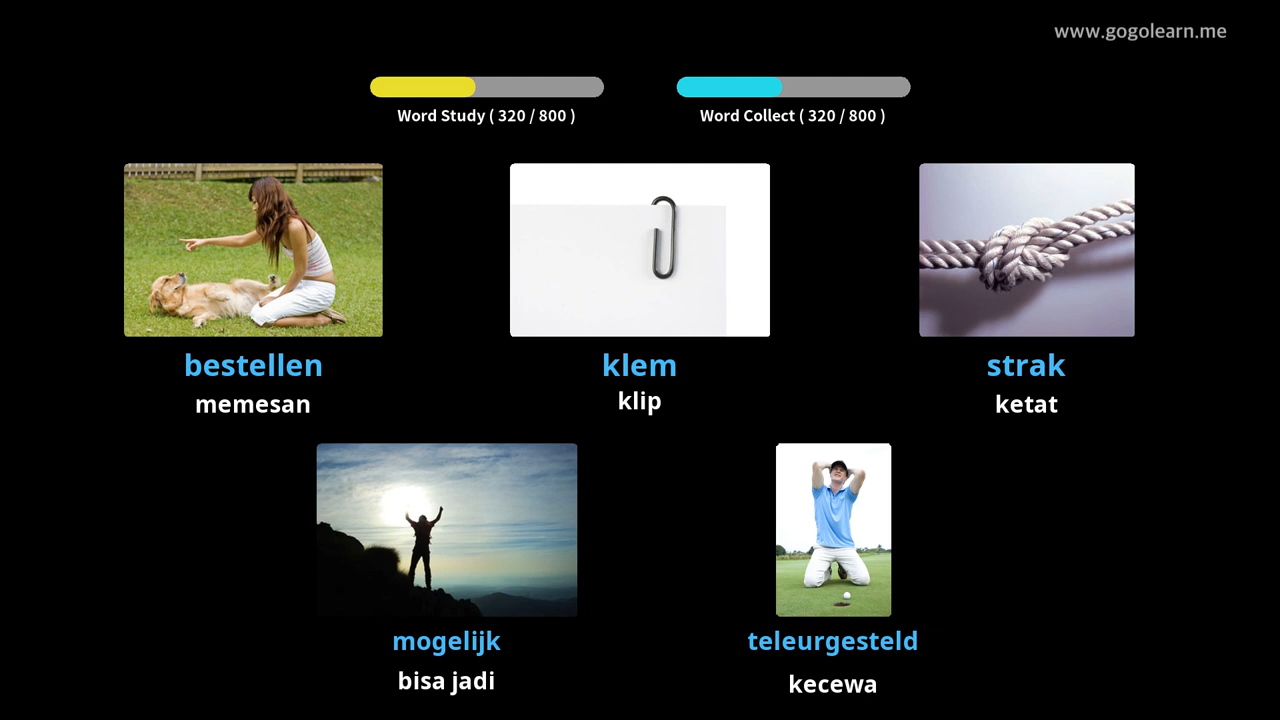 www.gogolearn.me
Word Study ( 320 / 800 )
Word Collect ( 320 / 800 )
bestellen
memesan
klem
klip
strak
ketat
mogelijk
bisa jadi
teleurgesteld
kecewa